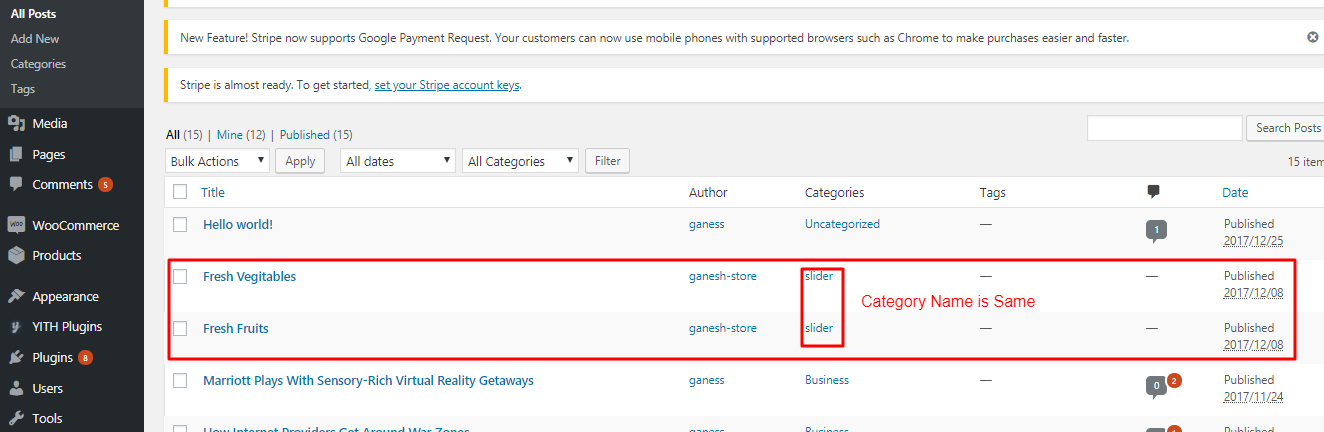 All Posts
Add New
Categories
Tags
Media
Pages
Comments 5
WooCommerce
Products
Appearance
YITH Plugins
Plugins 8
Users
Tools
New Feature! Stripe now supports Google Payment Request. Your customers can now use mobile phones with supported browsers such as Chrome to make purchases easier and faster.
Stripe is almost ready. To get started, set your Stripe account keys.
All (15) | Mine (12) | Published (15)
Search Posts
Bulk Actions Apply All dates All Categories Filter
15 item
Title Author Categories Tags Date
Hello world! ganess Uncategorized — 1 Published
2017/12/25
Fresh Vegitables ganesh-store slider — — Published
2017/12/08
Category Name is Same
Fresh Fruits ganesh-store slider — — Published
2017/12/08
Marriott Plays With Sensory-Rich Virtual Reality Getaways ganess Business — 0 2 Published
2017/11/24
How Internet Providers Get Around War Zones ganess Business